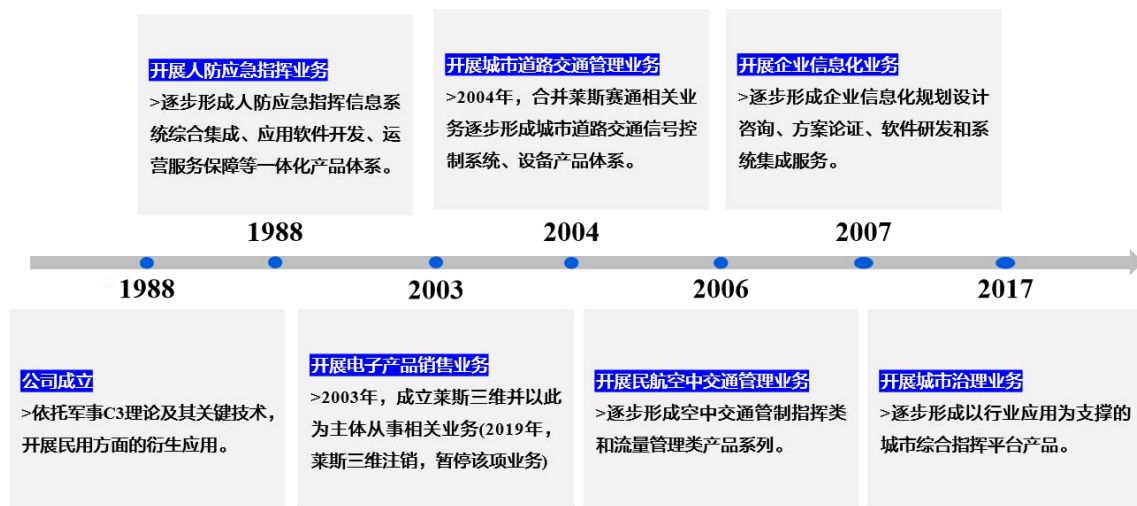 开展人防应急指挥业务
>逐步形成人防应急指挥信息系
统综合集成、应用软件开发、运
营服务保障等一体化产品体系。
开展城市道路交通管理业务
>2004年，合并莱斯赛通相关业
务逐步形成城市道路交通信号控
制系统、设备产品体系。
开展企业信息化业务
>逐步形成企业信息化规划设计
咨询、方案论证、软件研发和系
统集成服务。
1988
2004
2007
1988
2003
2006
2017
公司成立
>依托军事C3理论及其关键技术，
开展民用方面的衍生应用。
开展电子产品销售业务
>2003年，成立莱斯三维并以此
为主体从事相关业务(2019年，
莱斯三维注销，暂停该项业务)
开展民航空中交通管理业务
>逐步形成空中交通管制指挥类
和流量管理类产品系列。
开展城市治理业务
>逐步形成以行业应用为支撑的
城市综合指挥平台产品。